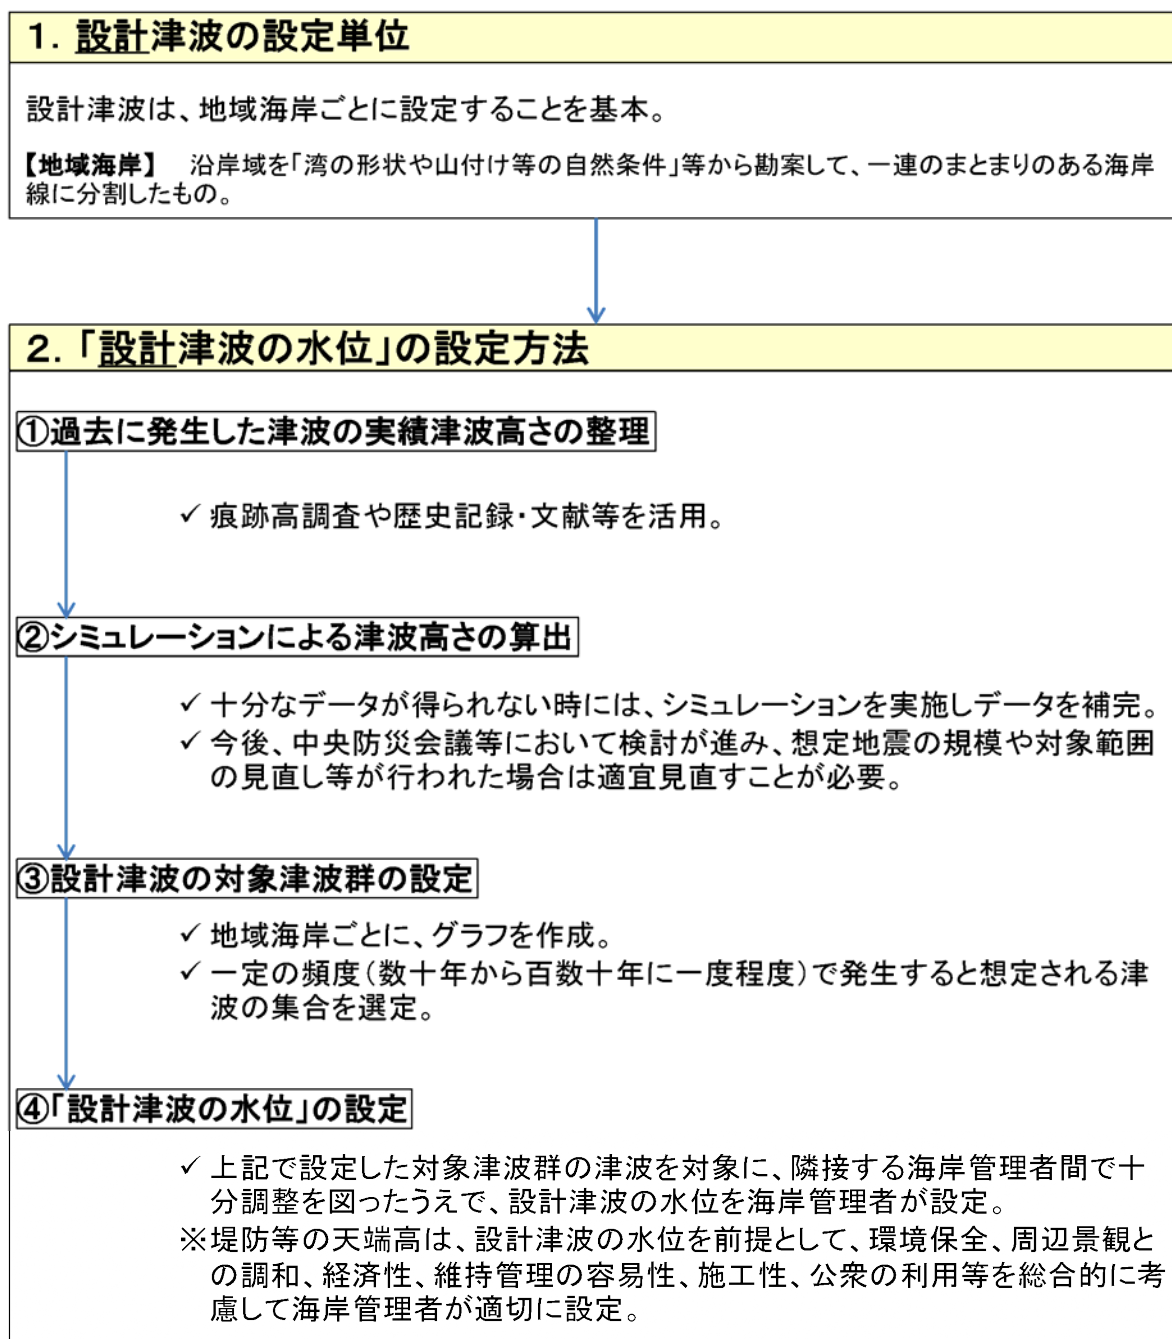 １．設計津波の設定単位
設計津波は、地域海岸ごとに設定することを基本。
【地域海岸】　沿岸域を「湾の形状や山付け等の自然条件」等から勘案して、一連のまとまりのある海岸
線に分割したもの。
２．「設計津波の水位」の設定方法
①過去に発生した津波の実績津波高さの整理
✓ 痕跡高調査や歴史記録・文献等を活用。
②シミュレーションによる津波高さの算出
✓ 十分なデータが得られない時には、シミュレーションを実施しデータを補完。
✓ 今後、中央防災会議等において検討が進み、想定地震の規模や対象範囲
の見直し等が行われた場合は適宜見直すことが必要。
③設計津波の対象津波群の設定
✓ 地域海岸ごとに、グラフを作成。
✓ 一定の頻度（数十年から百数十年に一度程度）で発生すると想定される津
波の集合を選定。
④「設計津波の水位」の設定
✓ 上記で設定した対象津波群の津波を対象に、隣接する海岸管理者間で十
分調整を図ったうえで、設計津波の水位を海岸管理者が設定。
※堤防等の天端高は、設計津波の水位を前提として、環境保全、周辺景観と
の調和、経済性、維持管理の容易性、施工性、公衆の利用等を総合的に考
慮して海岸管理者が適切に設定。